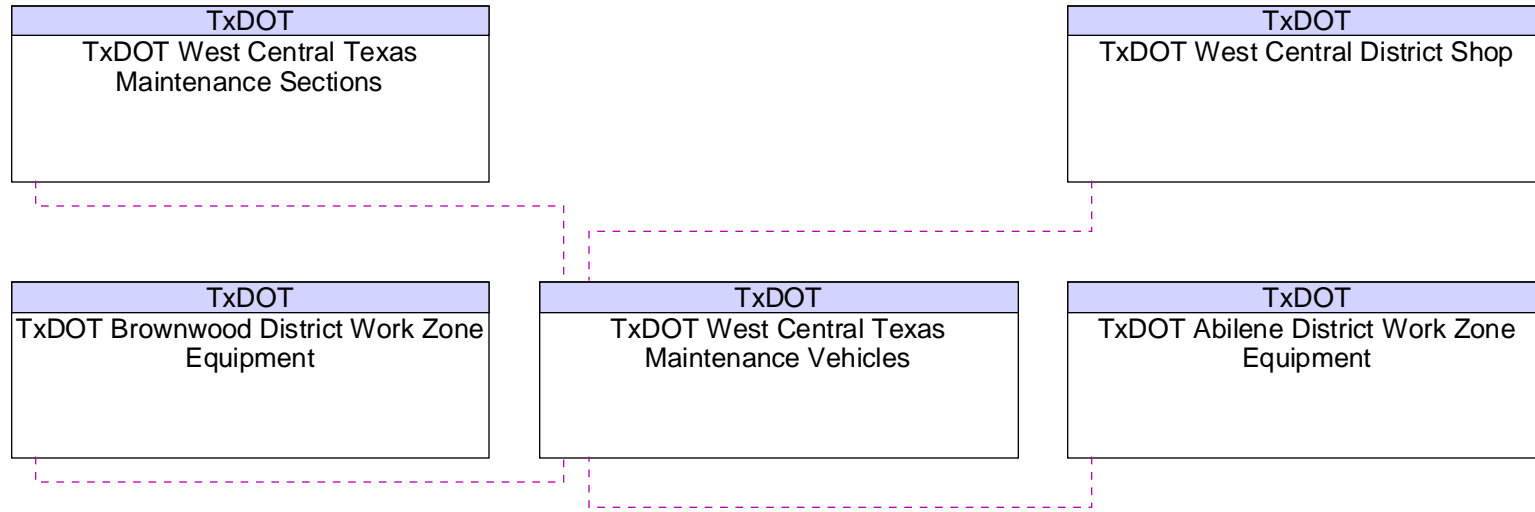 TxDOT
TxDOT West Central Texas
Maintenance Sections
TxDOT
TxDOT West Central District Shop
TxDOT
TxDOT Brownwood District Work Zone
Equipment
TxDOT
TxDOT West Central Texas
Maintenance Vehicles
TxDOT
TxDOT Abilene District Work Zone
Equipment